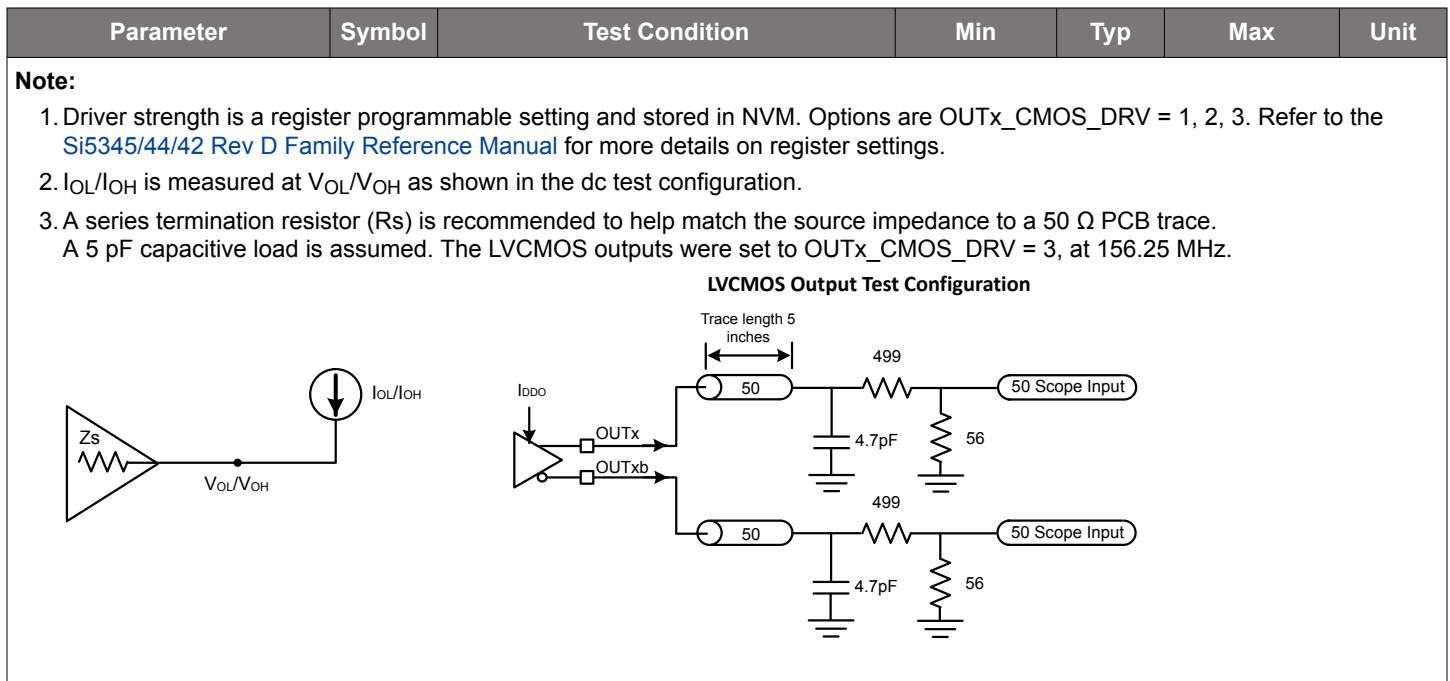 Parameter Symbol Test Condition Min Typ Max Unit
Note:
1. Driver strength is a register programmable setting and stored in NVM. Options are OUTx_CMOS_DRV = 1, 2, 3. Refer to the
Si5345/44/42 Rev D Family Reference Manual for more details on register settings.
2. IOL/IOH is measured at VOL/VOH as shown in the dc test configuration.
3. A series termination resistor (Rs) is recommended to help match the source impedance to a 50 Ω PCB trace.
A 5 pF capacitive load is assumed. The LVCMOS outputs were set to OUTx_CMOS_DRV = 3, at 156.25 MHz.
LVCMOS Output Test Configuration
Trace length 5
inches
Zs
IOL/IOH
VOL/VOH
IDDO
OUTx
OUTxb
50
499
50 Scope Input
4.7pF
56
50
499
50 Scope Input
4.7pF
56